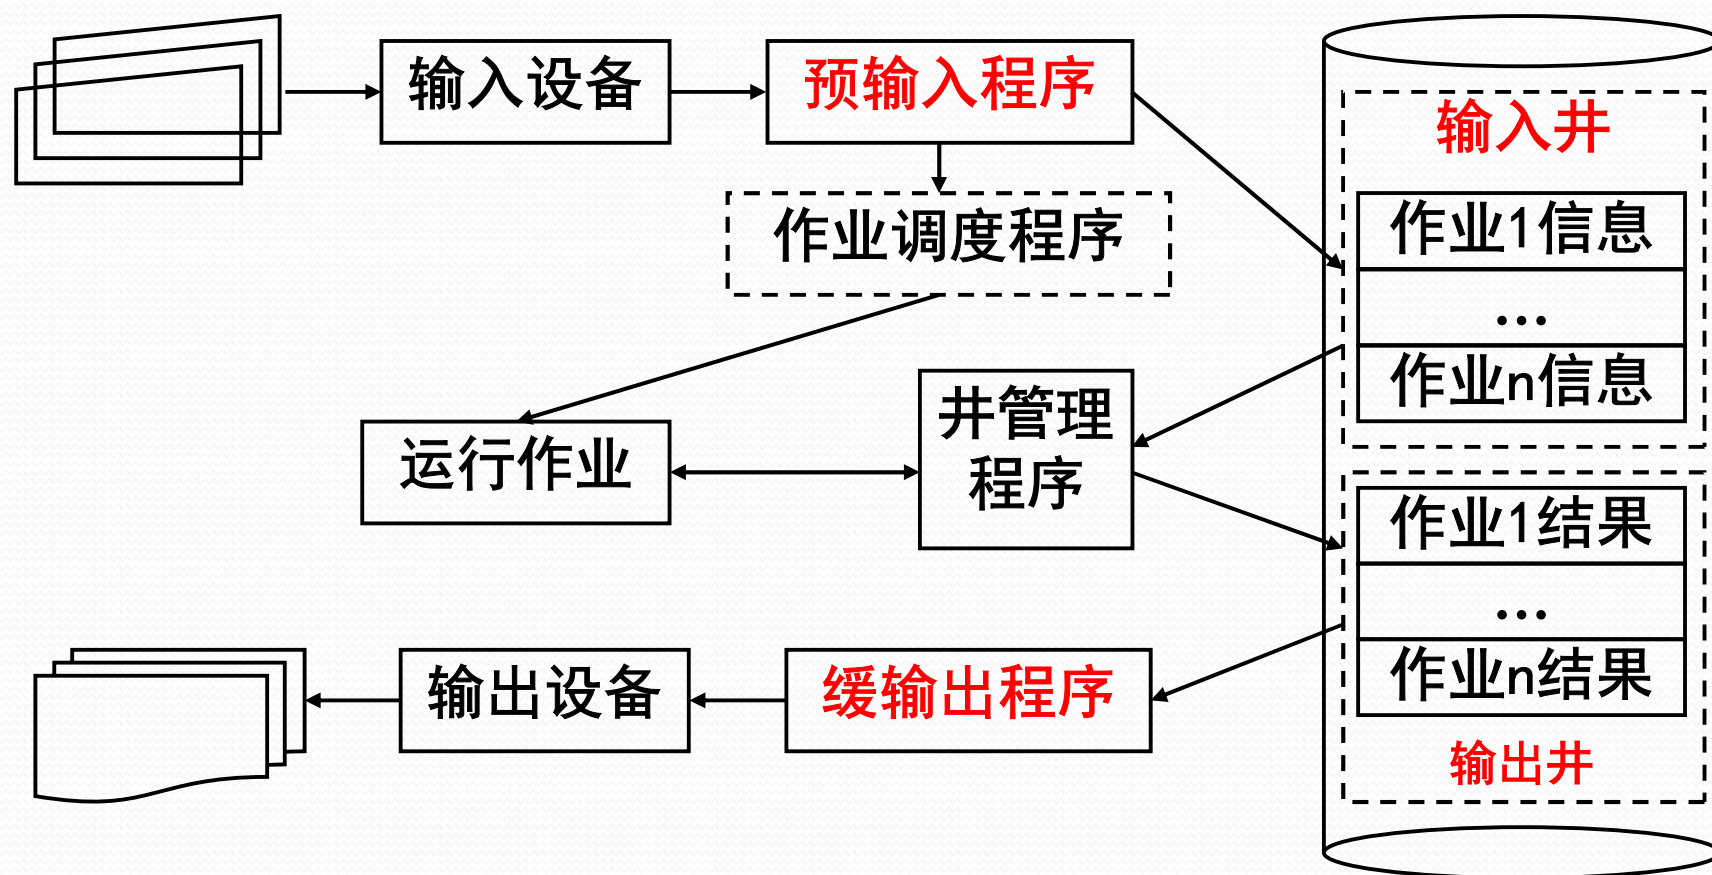 输入设备
预输入程序
输入井
作业调度程序
作业1信息
...
作业n信息
井管理
程序
运行作业
作业1结果
...
作业n结果
输出设备
缓输出程序
输出井